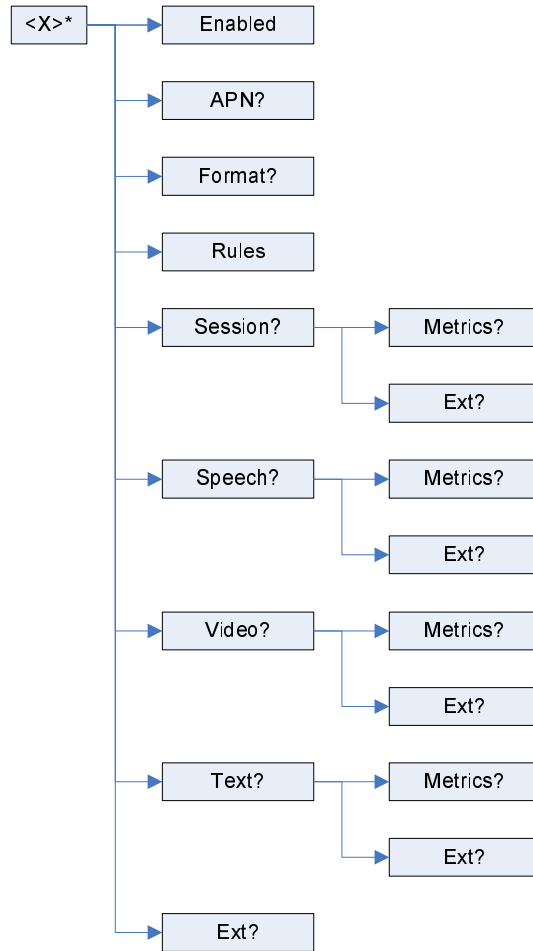 <X>*
Enabled
APN?
Format?
Rules
Session?
Metrics?
Ext?
Speech?
Metrics?
Ext?
Video?
Metrics?
Ext?
Text?
Metrics?
Ext?
Ext?